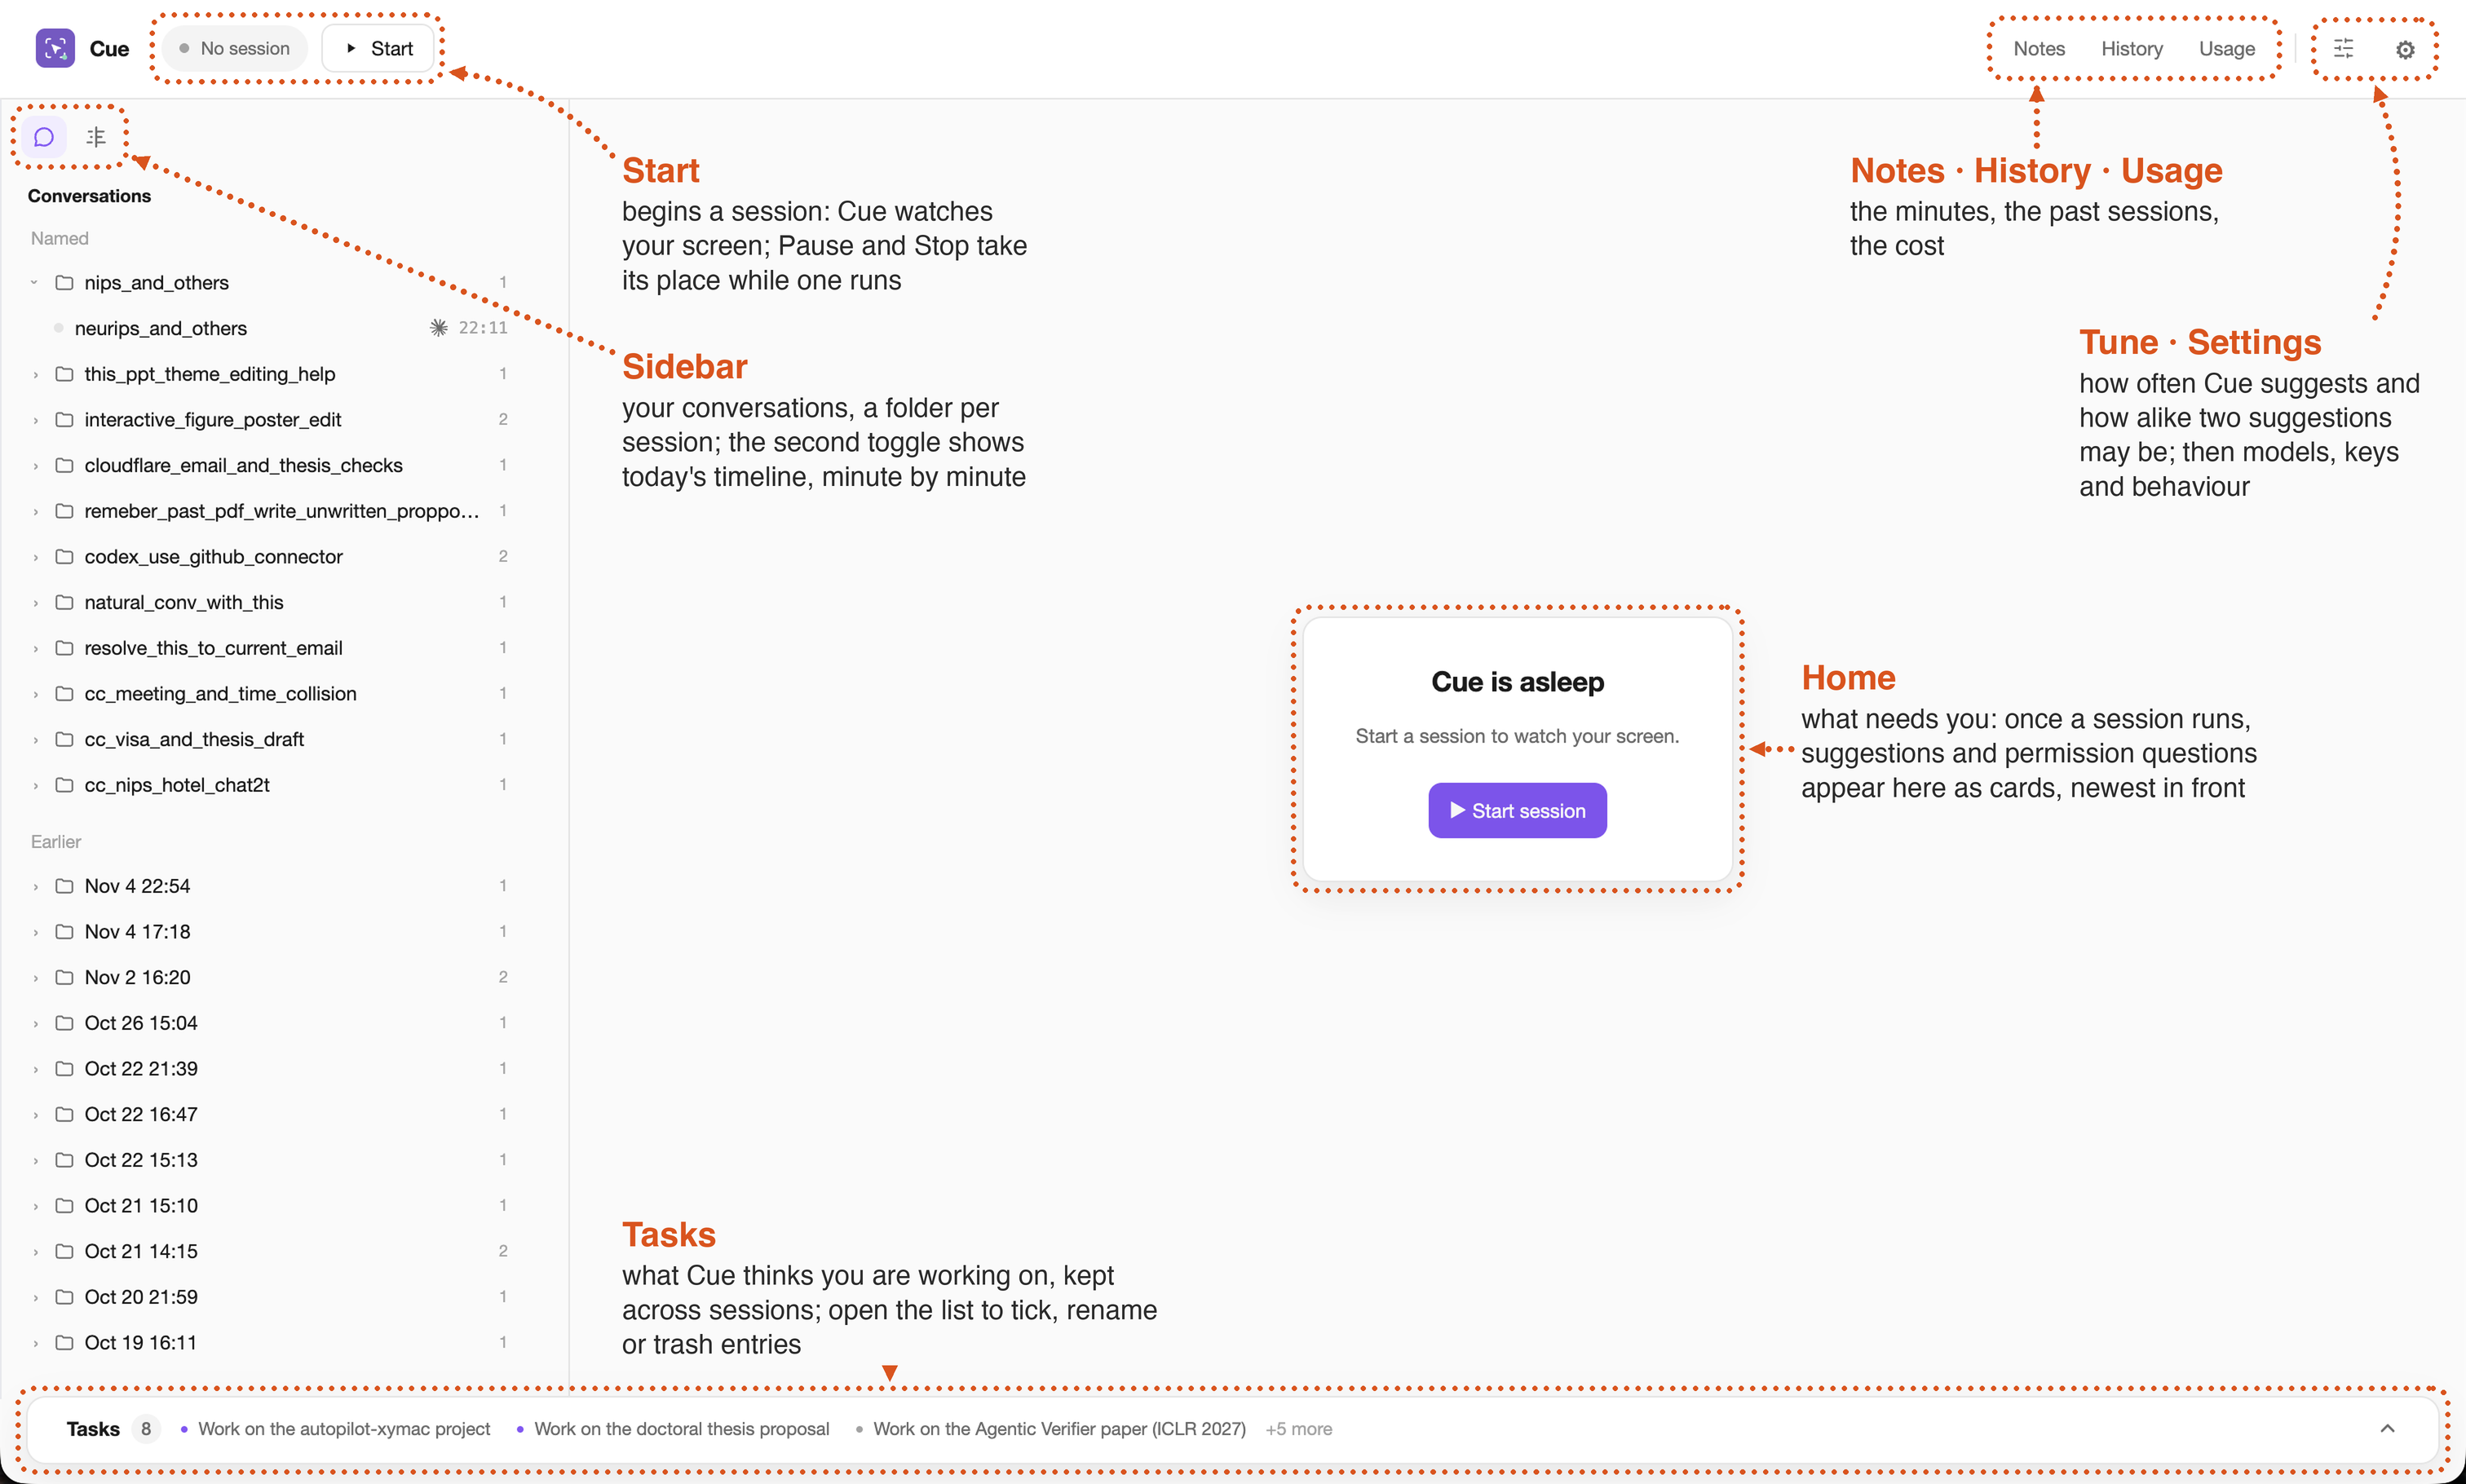 Cue
No session
Start
Notes
History
Usage
Conversations
Named
nips_and_others 1
neurips_and_others 22:11
this_ppt_theme_editing_help 1
interactive_figure_poster_edit 2
cloudflare_email_and_thesis_checks 1
remeber_past_pdf_write_unwritten_proppo... 1
codex_use_github_connector 2
natural_conv_with_this 1
resolve_this_to_current_email 1
cc_meeting_and_time_collision 1
cc_visa_and_thesis_draft 1
cc_nips_hotel_chat2t 1
Earlier
Nov 4 22:54 1
Nov 4 17:18 1
Nov 2 16:20 2
Oct 26 15:04 1
Oct 22 21:39 1
Oct 22 16:47 1
Oct 22 15:13 1
Oct 21 15:10 1
Oct 21 14:15 2
Oct 20 21:59 1
Oct 19 16:11 1
Start
begins a session: Cue watches
your screen; Pause and Stop take
its place while one runs
Sidebar
your conversations, a folder per
session; the second toggle shows
today's timeline, minute by minute
Notes · History · Usage
the minutes, the past sessions,
the cost
Tune · Settings
how often Cue suggests and
how alike two suggestions
may be; then models, keys
and behaviour
Cue is asleep
Start a session to watch your screen.
Start session
Home
what needs you: once a session runs,
suggestions and permission questions
appear here as cards, newest in front
Tasks
what Cue thinks you are working on, kept
across sessions; open the list to tick, rename
or trash entries
Tasks 8 • Work on the autopilot-xymac project • Work on the doctoral thesis proposal • Work on the Agentic Verifier paper (ICLR 2027) +5 more